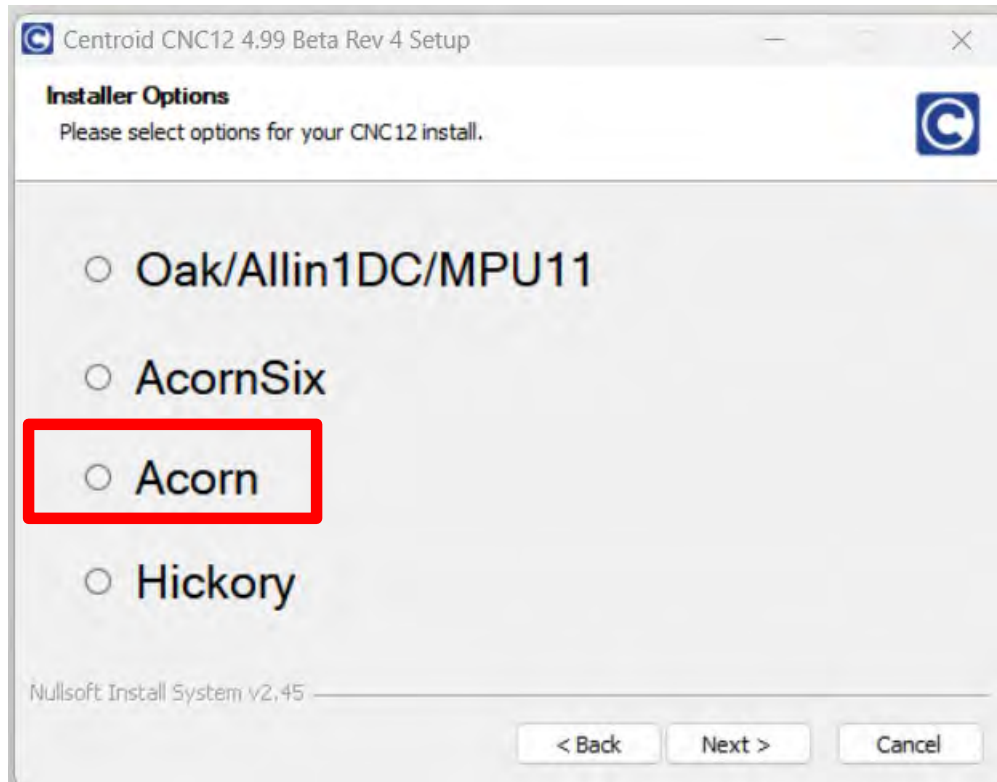 Centroid CNC12 4.99 Beta Rev 4 Setup
Installer Options
Please select options for your CNC12 install.
Oak/Allin1DC/MPU11
AcornSix
Acorn
Hickory
Nullsoft Install System v2.45
< Back Next > Cancel